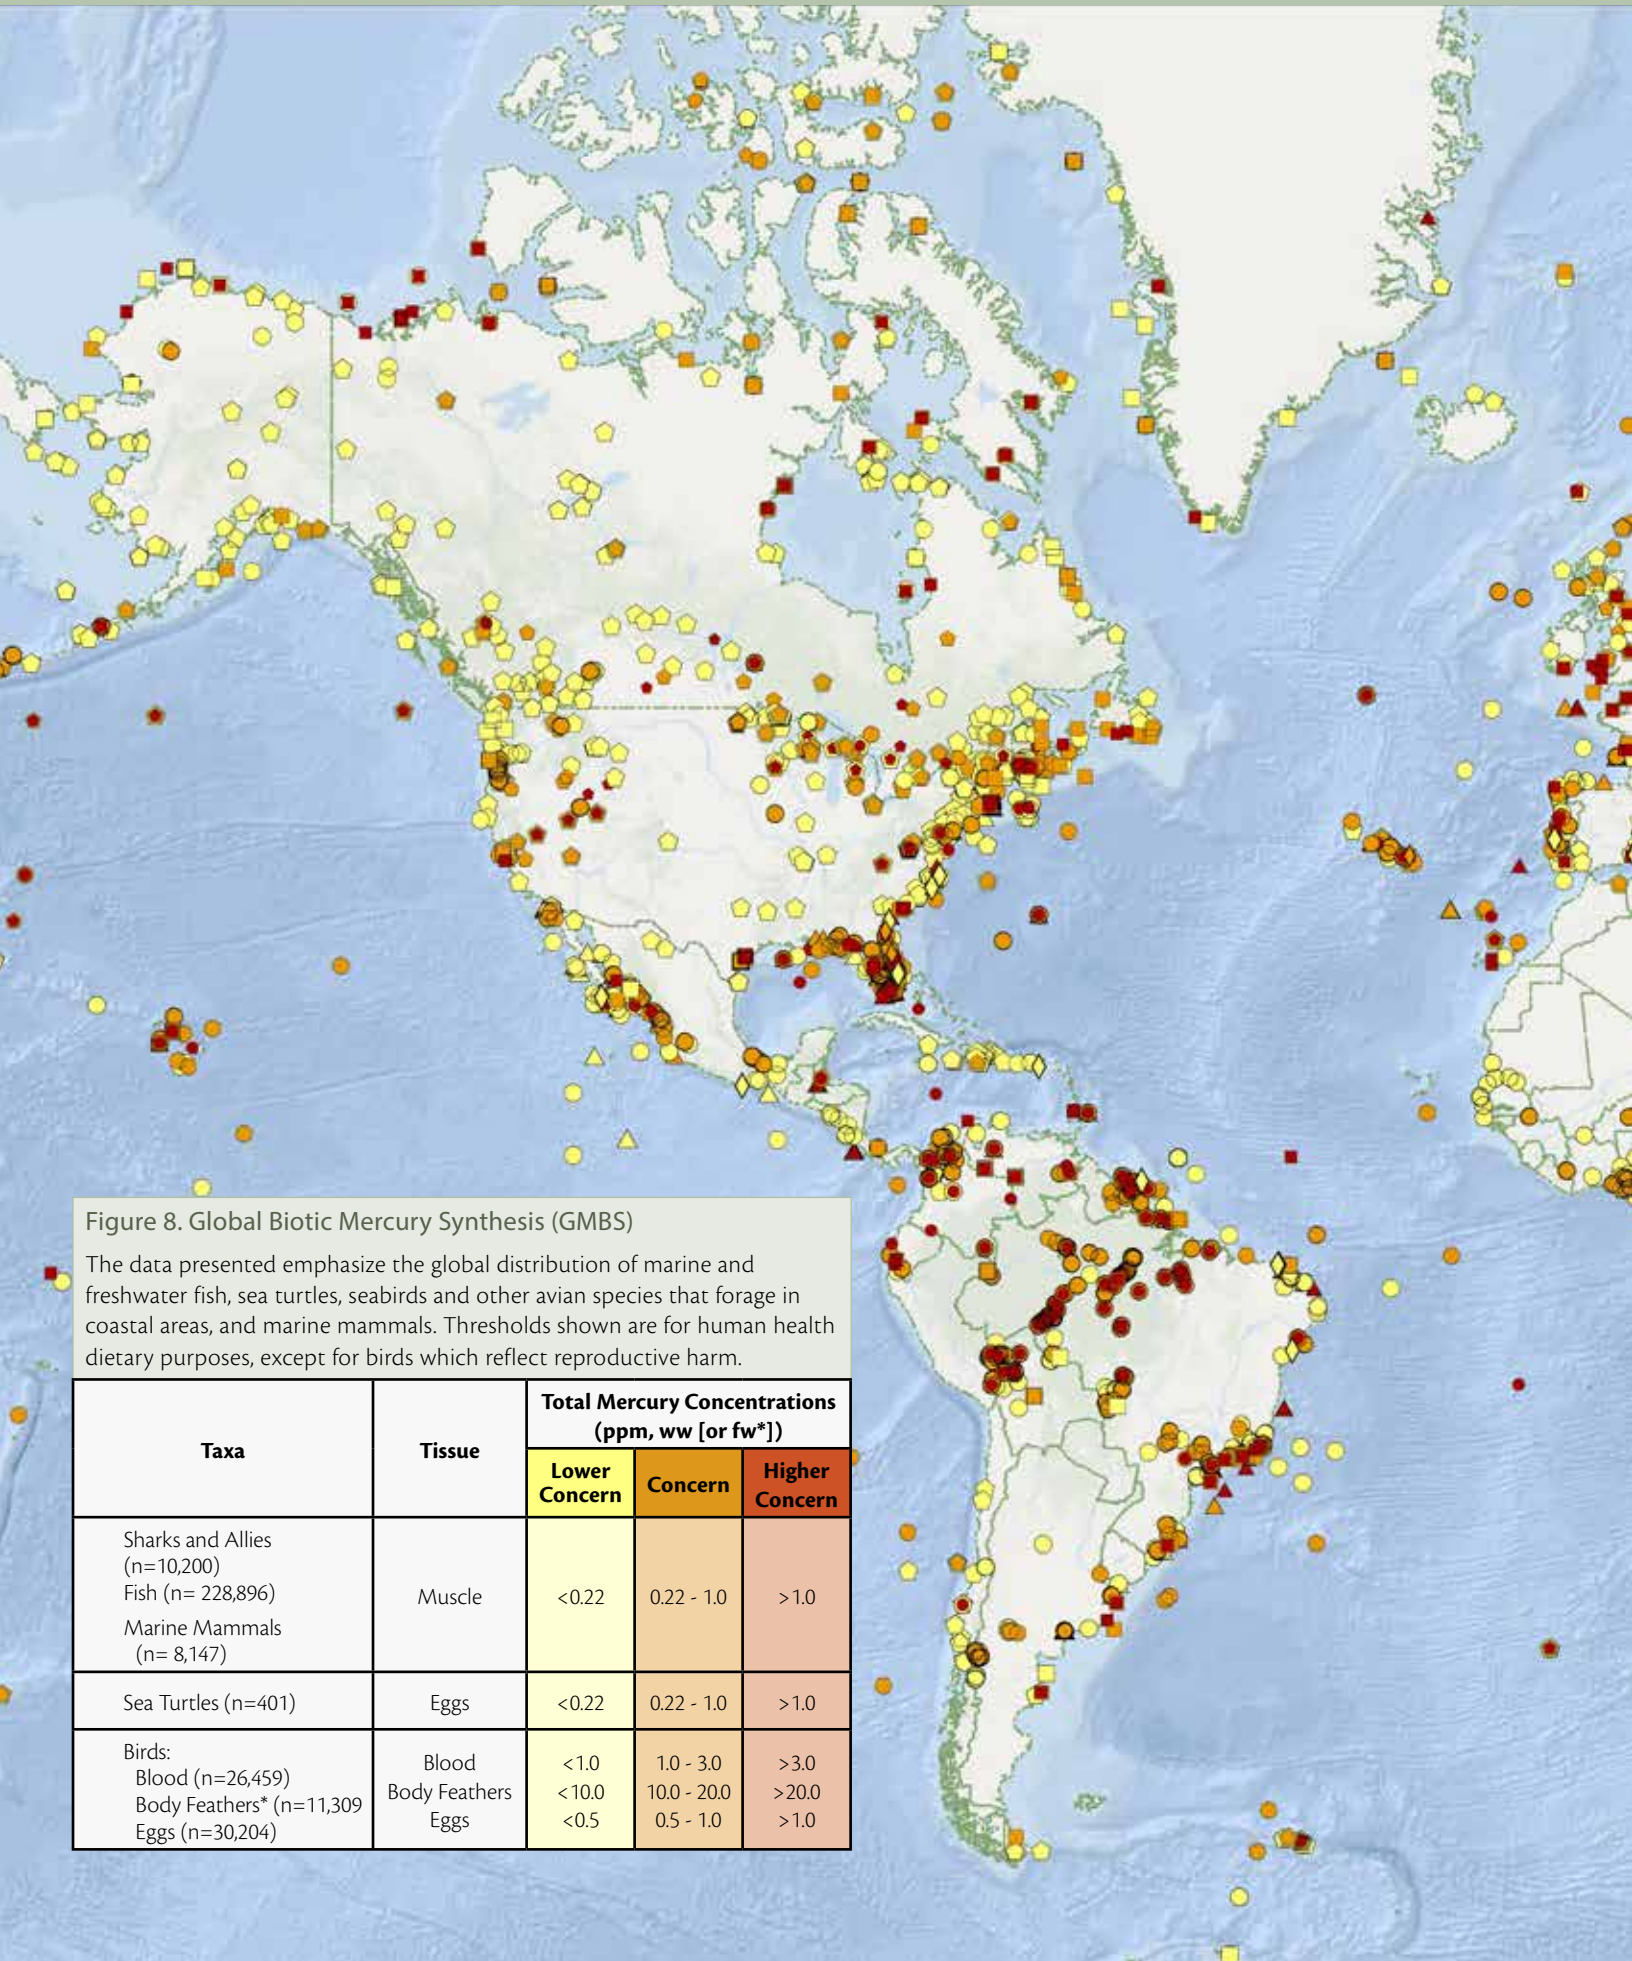 Figure 8. Global Biotic Mercury Synthesis (GMBS)
The data presented emphasize the global distribution of marine and
freshwater fish, sea turtles, seabirds and other avian species that forage in
coastal areas, and marine mammals. Thresholds shown are for human health
dietary purposes, except for birds which reflect reproductive harm.
Taxa
Tissue
Total Mercury Concentrations
(ppm, ww [or fw*])
Lower
Concern
Concern
Higher
Concern
Sharks and Allies
(n=10,200)
Fish (n= 228,896)
Marine Mammals
(n= 8,147)
Muscle
<0.22
0.22 - 1.0
>1.0
Sea Turtles (n=401)
Eggs
<0.22
0.22 - 1.0
>1.0
Birds:
Blood (n=26,459)
Body Feathers* (n=11,309
Eggs (n=30,204)
Blood
Body Feathers
Eggs
<1.0
<10.0
<0.5
1.0 - 3.0
10.0 - 20.0
0.5 - 1.0
>3.0
>20.0
>1.0